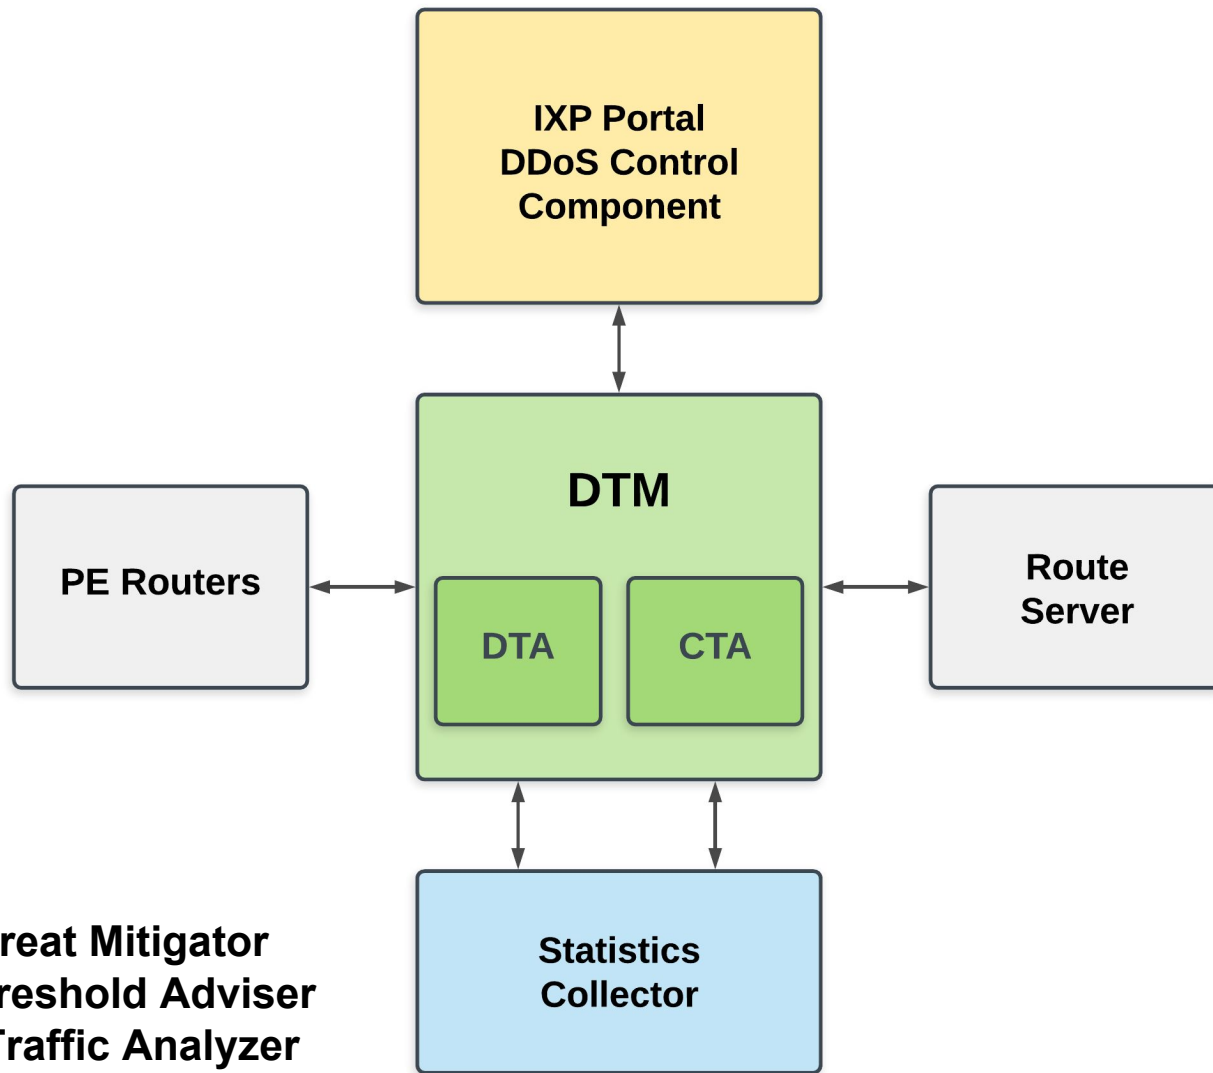 IXP Portal
DDoS Control
Component
DTM
PE Routers
DTA
CTA
Route
Server
Statistics
Collector
reat Mitigator
reshold Adviser
Traffic Analyzer